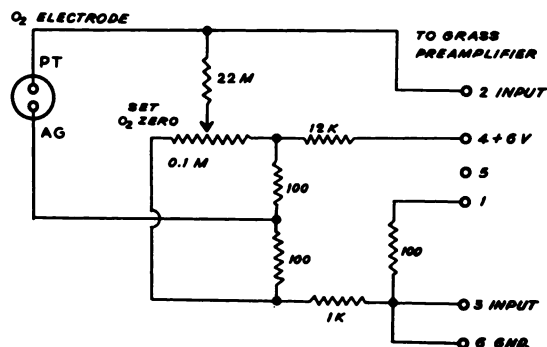 O2 ELECTRODE
TO GRASS
PREAMPLIFIER
PT
22 M
2 INPUT
SET
O2 ZERO
AG
12K
4 + 6 V
0.1 M
5
100
1
100
100
1K
3 INPUT
6 GND.